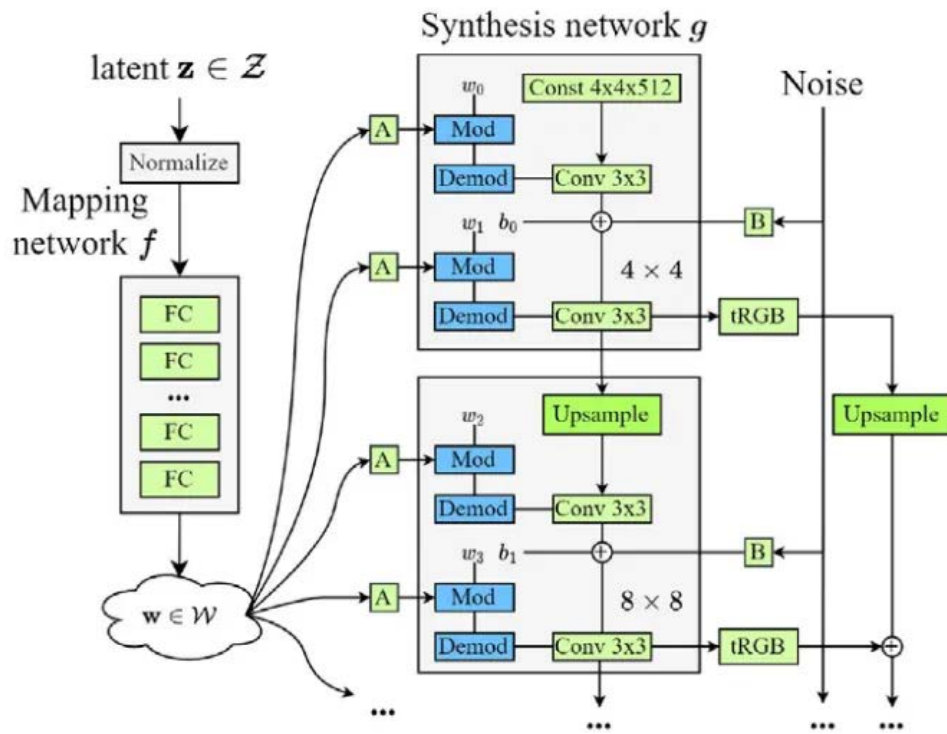 Synthesis network g
latent z ∈ Z
Noise
Normalize
Mapping
network f
FC
FC
...
FC
FC
w ∈ W
A
w₀
Const 4x4x512
Mod
Demod
Conv 3x3
w₁ b₀
B
A
Mod
4 × 4
Demod
Conv 3x3
tRGB
Upsample
Upsample
w₂
A
Mod
Demod
Conv 3x3
w₃ b₁
B
A
Mod
8 × 8
Demod
Conv 3x3
tRGB
...
...
...
...